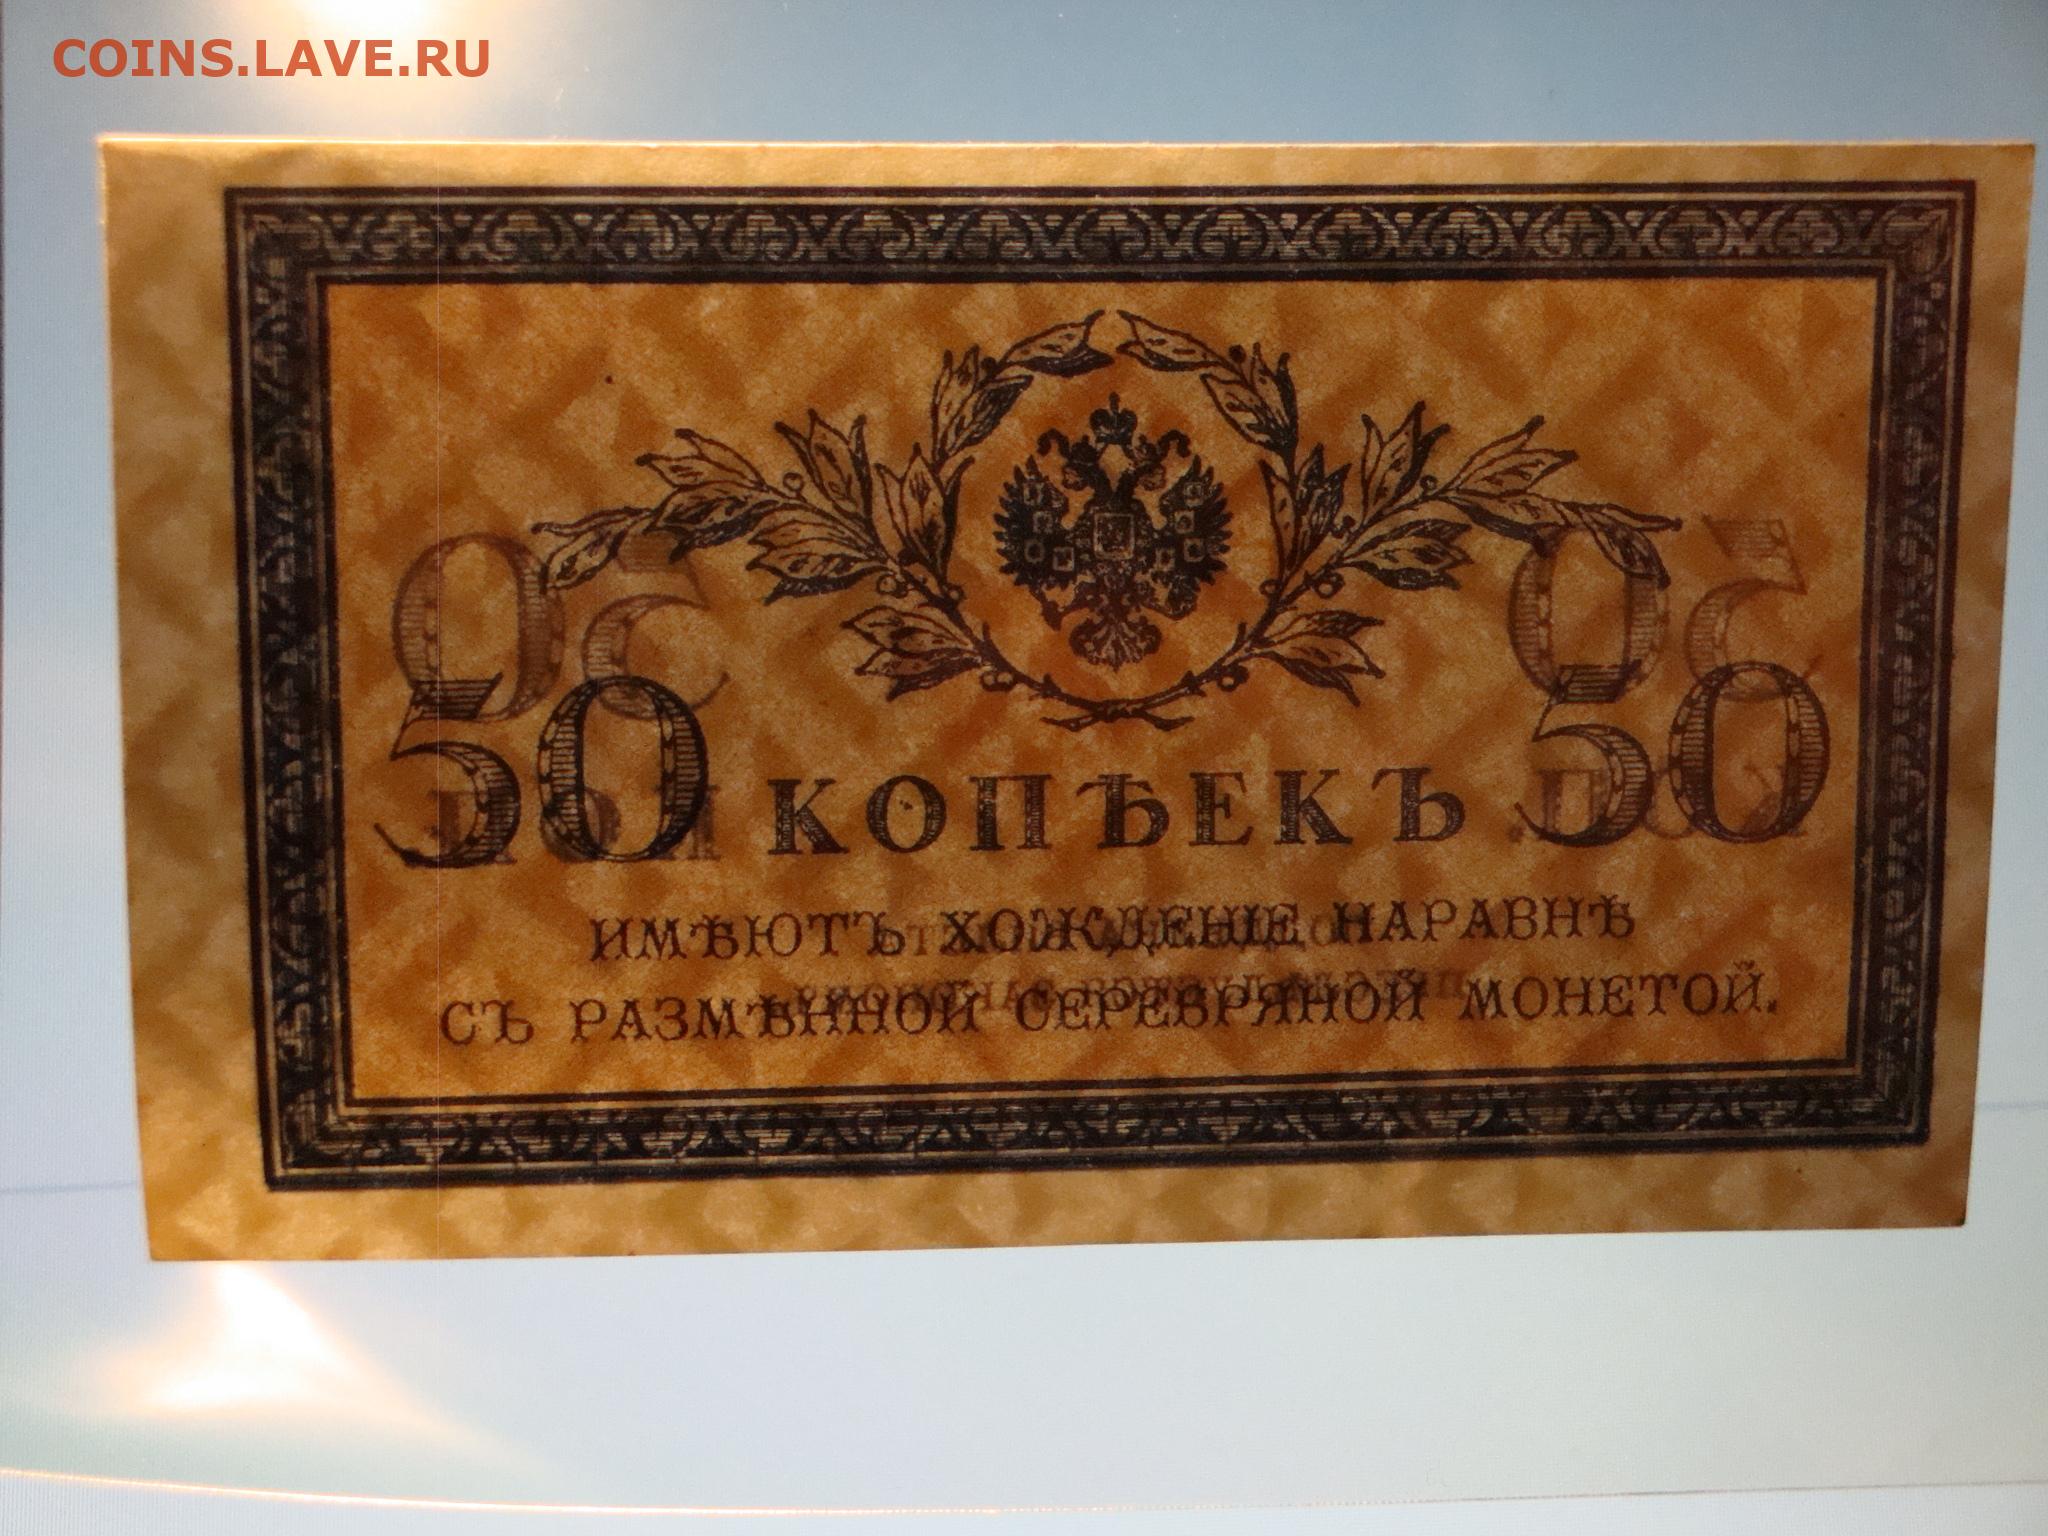 COINS.LAVE.RU
50 КОПѢЕКЪ 50
ИМѢЮТЪ ХОЖДЕНІЕ НАРАВНѢ
СЪ РАЗМѢННОЙ СЕРЕБРЯНОЙ МОНЕТОЙ.